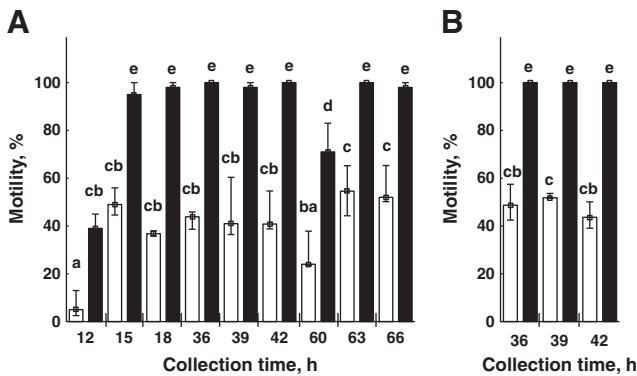 A
B
Motility, %
100
80
60
40
20
0
a cb cb e cb e cb e cb e cb e ba d c e c e
12 15 18 36 39 42 60 63 66
Collection time, h
Motility, %
100
80
60
40
20
0
cb e c e cb e
36 39 42
Collection time, h